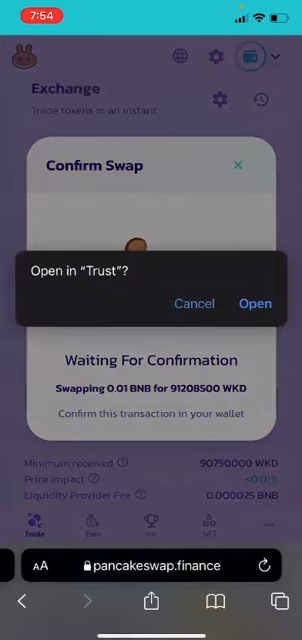 7:54
Exchange
Trade tokens in an instant
Confirm Swap
Open in “Trust”?
Cancel Open
Waiting For Confirmation
Swapping 0.01 BNB for 91208500 WKD
Confirm this transaction in your wallet
Minimum received 90750000 WKD
Price Impact <0.01%
Liquidity Provider Fee 0.000025 BNB
Trade Earn Win NFT
AA pancakeswap.finance